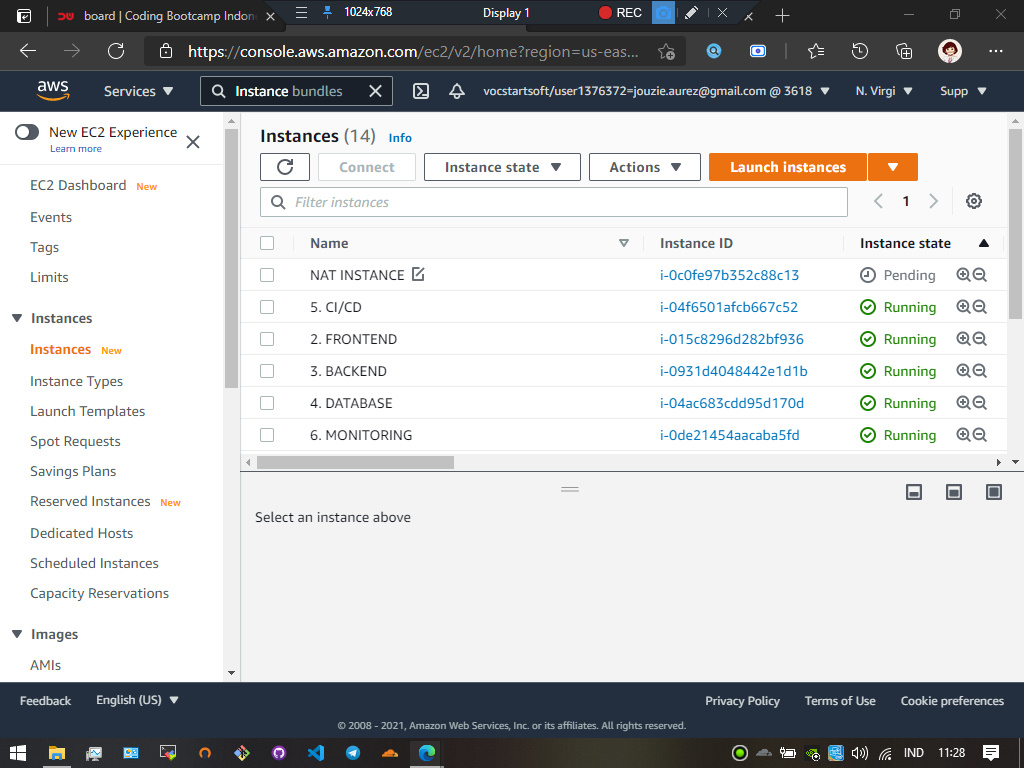 board | Coding Bootcamp Indon
1024x768
Display 1
REC
https://console.aws.amazon.com/ec2/v2/home?region=us-eas...
aws
Services
Instance bundles
vocstartsoft/user1376372=jouzie.aurez@gmail.com @ 3618
N. Virgi
Supp
New EC2 Experience
Learn more
EC2 Dashboard New
Events
Tags
Limits
Instances
Instances New
Instance Types
Launch Templates
Spot Requests
Savings Plans
Reserved Instances New
Dedicated Hosts
Scheduled Instances
Capacity Reservations
Images
AMIs
Instances (14) Info
Connect
Instance state
Actions
Launch instances
Filter instances
1
Name Instance ID Instance state
NAT INSTANCE i-0c0fe97b352c88c13 Pending
5. CI/CD i-04f6501afcb667c52 Running
2. FRONTEND i-015c8296d282bf936 Running
3. BACKEND i-0931d4048442e1d1b Running
4. DATABASE i-04ac683cdd95d170d Running
6. MONITORING i-0de21454aacaba5fd Running
Select an instance above
Feedback English (US) Privacy Policy Terms of Use Cookie preferences
© 2008 - 2021, Amazon Web Services, Inc. or its affiliates. All rights reserved.
IND 11:28